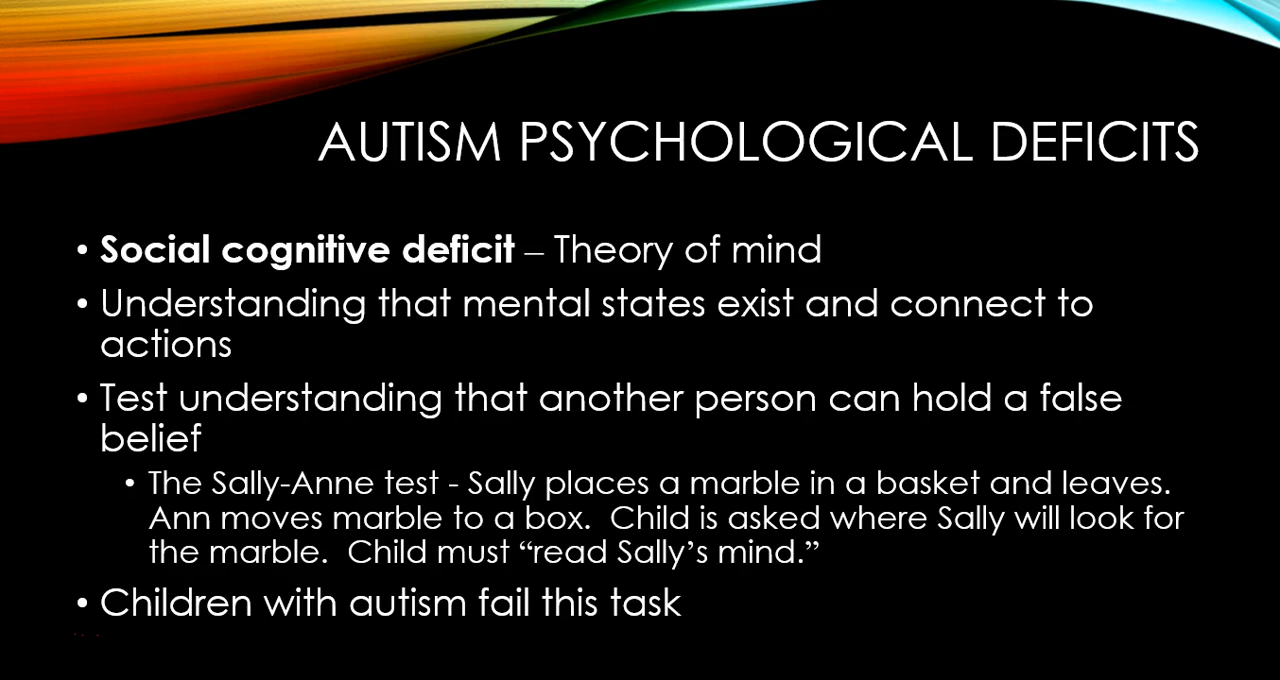 AUTISM PSYCHOLOGICAL DEFICITS
• Social cognitive deficit – Theory of mind
• Understanding that mental states exist and connect to
actions
• Test understanding that another person can hold a false
belief
• The Sally-Anne test - Sally places a marble in a basket and leaves.
Ann moves marble to a box.  Child is asked where Sally will look for
the marble.  Child must “read Sally’s mind.”
• Children with autism fail this task